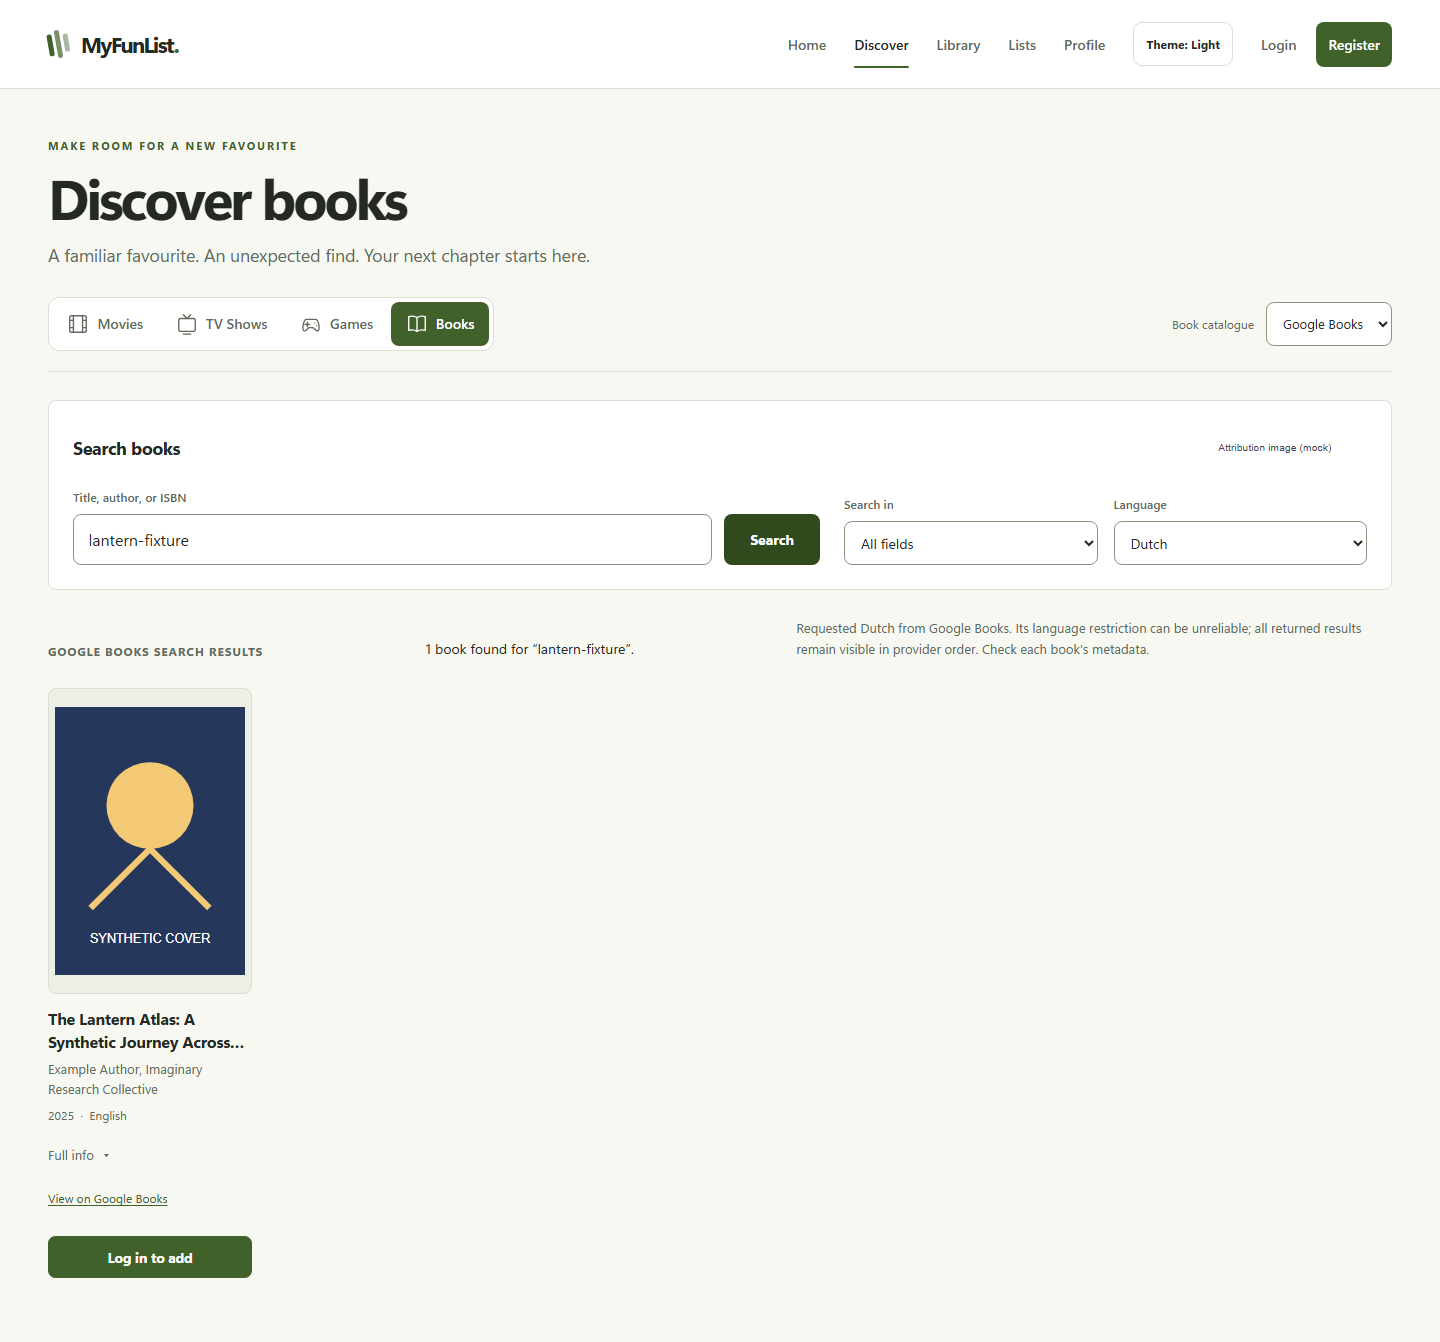 MyFunList.
Home
Discover
Library
Lists
Profile
Theme: Light
Login
Register
MAKE ROOM FOR A NEW FAVOURITE
Discover books
A familiar favourite. An unexpected find. Your next chapter starts here.
Movies
TV Shows
Games
Books
Book catalogue
Google Books
Search books
Attribution image (mock)
Title, author, or ISBN
lantern-fixture
Search
Search in
All fields
Language
Dutch
GOOGLE BOOKS SEARCH RESULTS
1 book found for “lantern-fixture”.
Requested Dutch from Google Books. Its language restriction can be unreliable; all returned results
remain visible in provider order. Check each book's metadata.
SYNTHETIC COVER
The Lantern Atlas: A
Synthetic Journey Across...
Example Author, Imaginary
Research Collective
2025 · English
Full info
View on Google Books
Log in to add